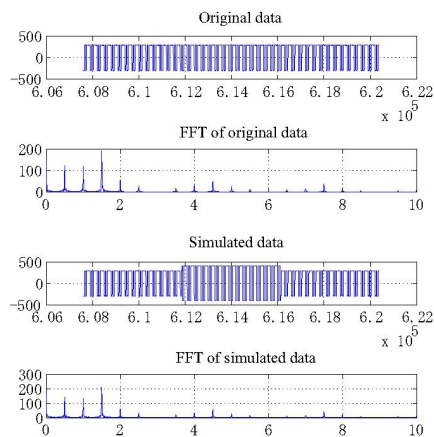 Original data
500
0
−500
6.06 6.08 6.1 6.12 6.14 6.16 6.18 6.2 6.22
x 10^5
FFT of original data
200
100
0
0 2 4 6 8 10
Simulated data
500
0
−500
6.06 6.08 6.1 6.12 6.14 6.16 6.18 6.2 6.22
x 10^5
FFT of simulated data
300
200
100
0
0 2 4 6 8 10